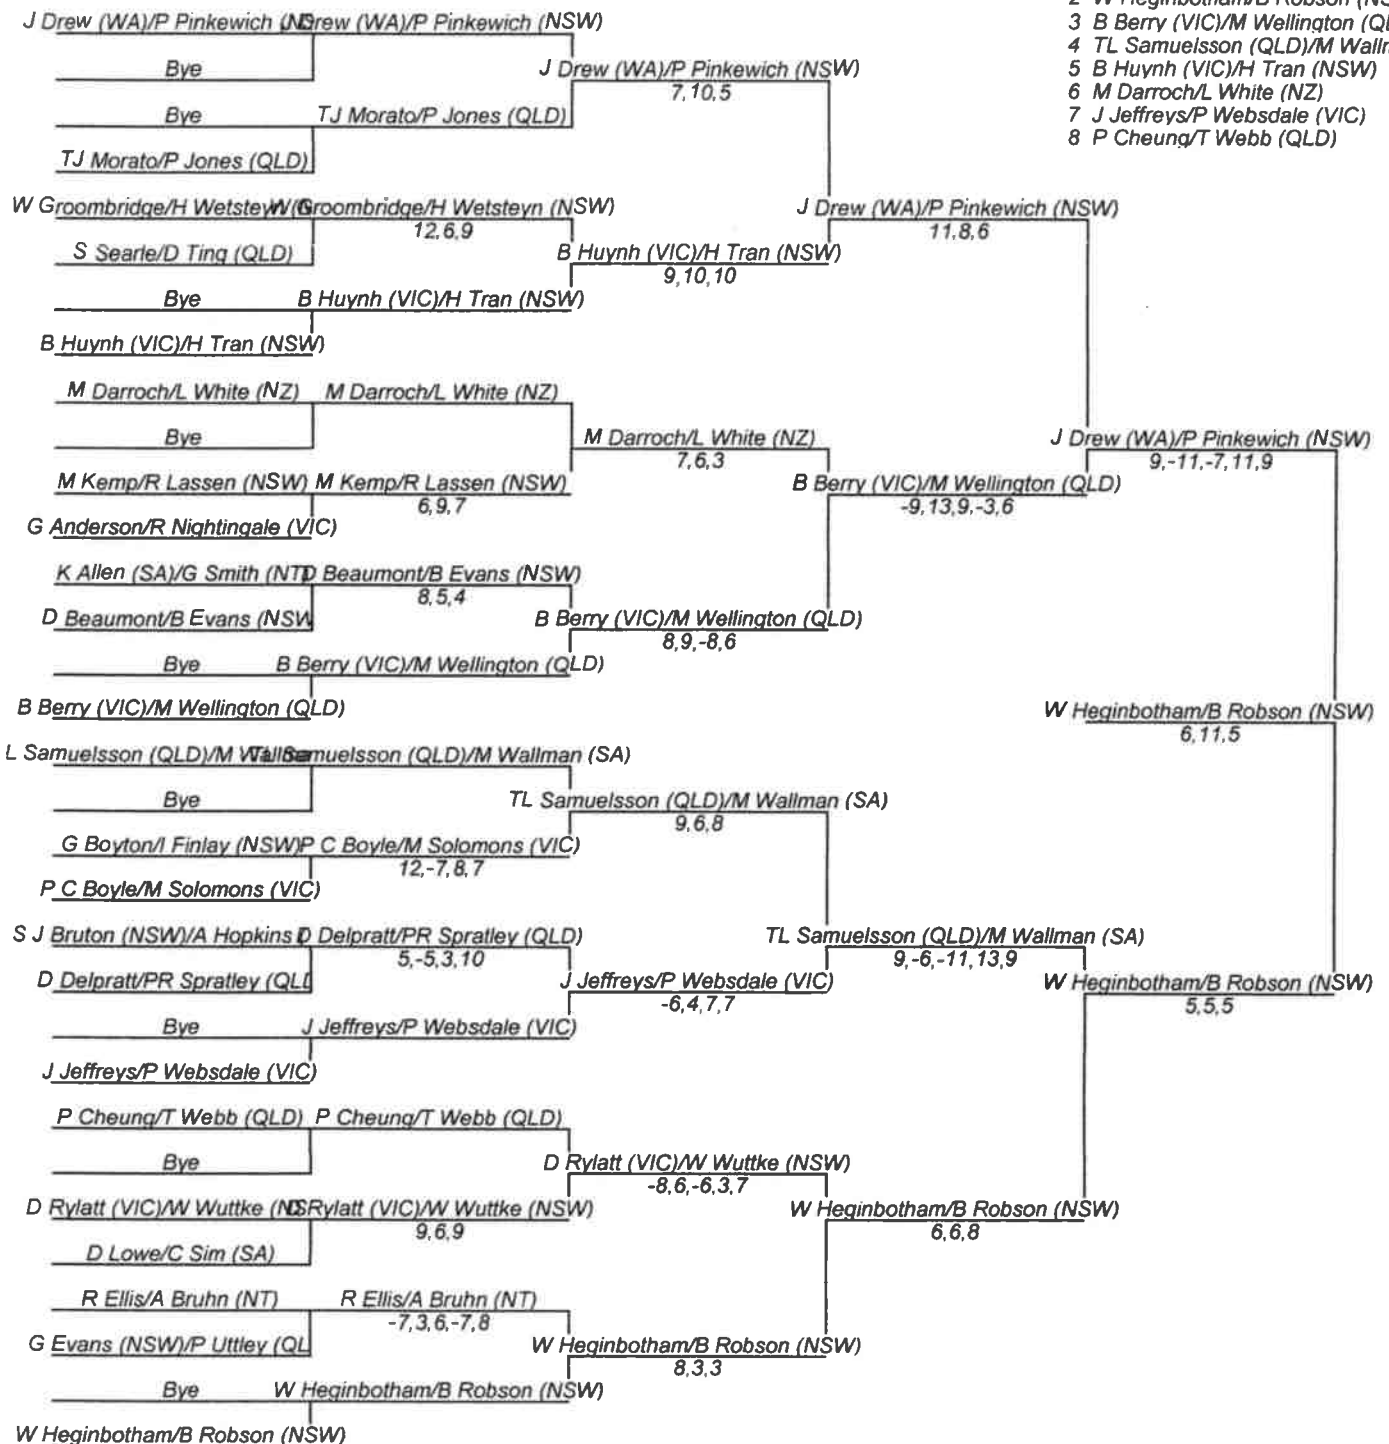 2 W Heginbotham/B Robson (NS
3 B Berry (VIC)/M Wellington (QL
4 TL Samuelsson (QLD)/M Wallm
5 B Huynh (VIC)/H Tran (NSW)
6 M Darroch/L White (NZ)
7 J Jeffreys/P Websdale (VIC)
8 P Cheung/T Webb (QLD)
J Drew (WA)/P Pinkewich (NS
Drew (WA)/P Pinkewich (NSW)
Bye
J Drew (WA)/P Pinkewich (NSW)
7,10,5
Bye
TJ Morato/P Jones (QLD)
TJ Morato/P Jones (QLD)
W Groombridge/H Wetsteyn
Groombridge/H Wetsteyn (NSW)
J Drew (WA)/P Pinkewich (NSW)
12,6,9
11,8,6
S Searle/D Ting (QLD)
B Huynh (VIC)/H Tran (NSW)
9,10,10
Bye
B Huynh (VIC)/H Tran (NSW)
B Huynh (VIC)/H Tran (NSW)
M Darroch/L White (NZ)
M Darroch/L White (NZ)
Bye
M Darroch/L White (NZ)
7,6,3
J Drew (WA)/P Pinkewich (NSW)
9,-11,-7,11,9
M Kemp/R Lassen (NSW)
M Kemp/R Lassen (NSW)
6,9,7
B Berry (VIC)/M Wellington (QLD)
-9,13,9,-3,6
G Anderson/R Nightingale (VIC)
K Allen (SA)/G Smith (NT)
D Beaumont/B Evans (NSW)
8,5,4
D Beaumont/B Evans (NSW
B Berry (VIC)/M Wellington (QLD)
8,9,-8,6
Bye
B Berry (VIC)/M Wellington (QLD)
B Berry (VIC)/M Wellington (QLD)
W Heginbotham/B Robson (NSW)
6,11,5
L Samuelsson (QLD)/M
Samuelsson (QLD)/M Wallman (SA)
Bye
TL Samuelsson (QLD)/M Wallman (SA)
9,6,8
G Boyton/I Finlay (NSW)
P C Boyle/M Solomons (VIC)
12,-7,8,7
P C Boyle/M Solomons (VIC)
S J Bruton (NSW)/A Hopkins
D Delpratt/PR Spratley (QLD)
5,-5,3,10
TL Samuelsson (QLD)/M Wallman (SA)
9,-6,-11,13,9
D Delpratt/PR Spratley (QLD
J Jeffreys/P Websdale (VIC)
-6,4,7,7
W Heginbotham/B Robson (NSW)
5,5,5
Bye
J Jeffreys/P Websdale (VIC)
J Jeffreys/P Websdale (VIC)
P Cheung/T Webb (QLD)
P Cheung/T Webb (QLD)
Bye
D Rylatt (VIC)/W Wuttke (NSW)
-8,6,-6,3,7
D Rylatt (VIC)/W Wuttke
Rylatt (VIC)/W Wuttke (NSW)
9,6,9
W Heginbotham/B Robson (NSW)
6,6,8
D Lowe/C Sim (SA)
R Ellis/A Bruhn (NT)
R Ellis/A Bruhn (NT)
-7,3,6,-7,8
G Evans (NSW)/P Uttley (QL
W Heginbotham/B Robson (NSW)
8,3,3
Bye
W Heginbotham/B Robson (NSW)
W Heginbotham/B Robson (NSW)